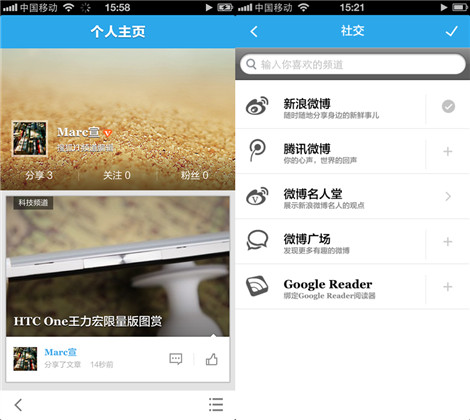 中国移动
15:58
个人主页
Marc宣
分享 3
关注 0
粉丝 0
科技频道
HTC One王力宏限量版图赏
Marc宣
分享了文章 14秒前
中国移动
15:21
社交
输入你喜欢的频道
新浪微博
随时随地分享身边的新鲜事儿
腾讯微博
你的心声，世界的回声
微博名人堂
展示新浪微博名人的观点
微博广场
发现更多有趣的微博
Google Reader
绑定Google Reader阅读器